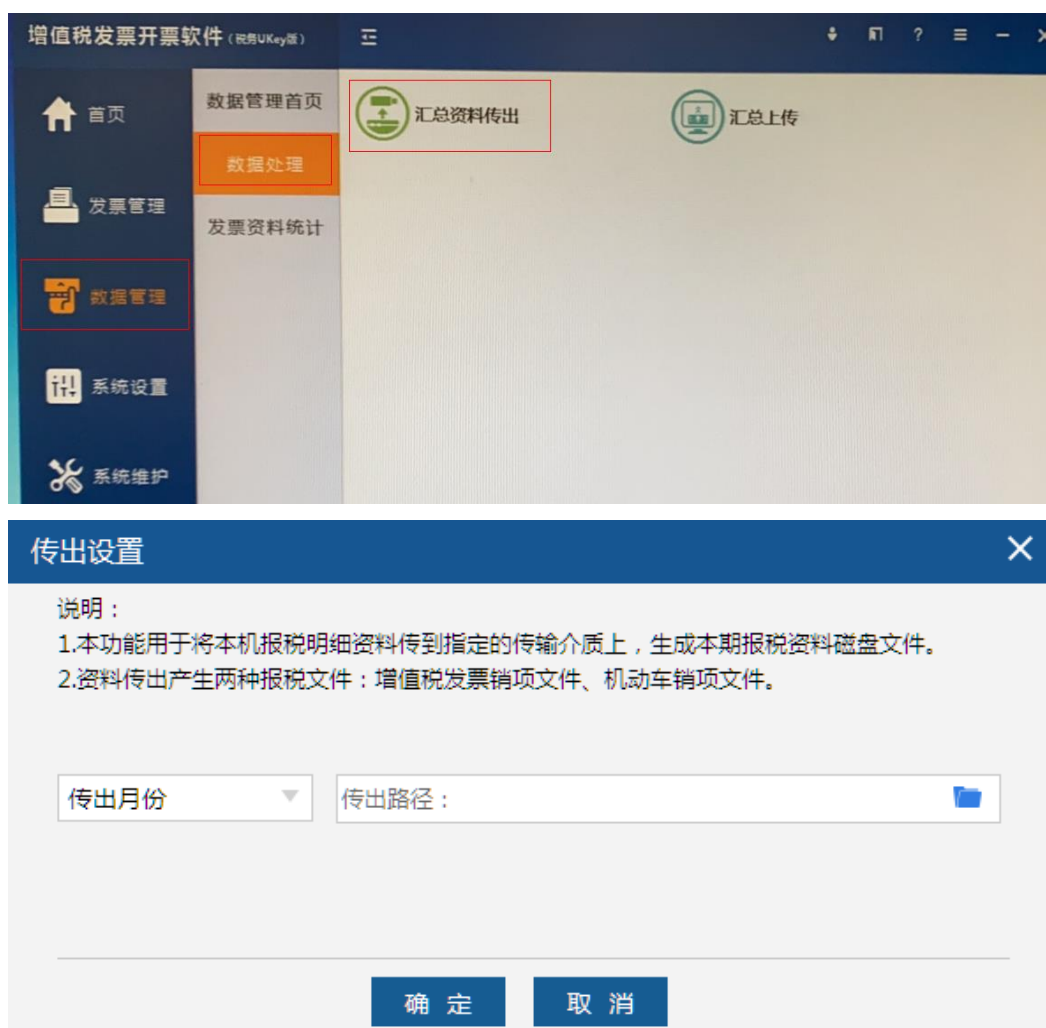 增值税发票开票软件（税务UKey版）
首页
数据管理首页
汇总资料传出
汇总上传
数据处理
发票管理
发票资料统计
数据管理
系统设置
系统维护
传出设置
说明：
1.本功能用于将本机报税明细资料传到指定的传输介质上，生成本期报税资料磁盘文件。
2.资料传出产生两种报税文件：增值税发票销项文件、机动车销项文件。
传出月份
传出路径：
确 定
取 消